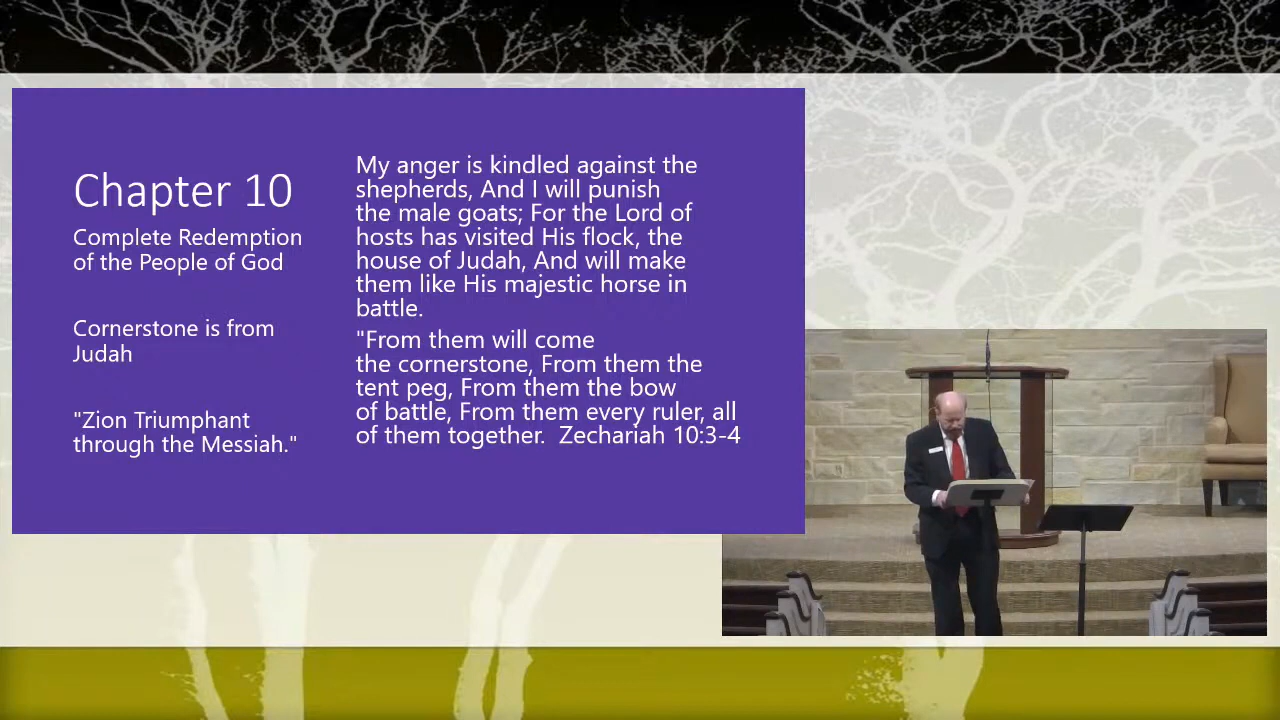 Chapter 10
Complete Redemption
of the People of God
Cornerstone is from
Judah
"Zion Triumphant
through the Messiah."
My anger is kindled against the
shepherds, And I will punish
the male goats; For the Lord of
hosts has visited His flock, the
house of Judah, And will make
them like His majestic horse in
battle.
"From them will come
the cornerstone, From them the
tent peg, From them the bow
of battle, From them every ruler, all
of them together.  Zechariah 10:3-4